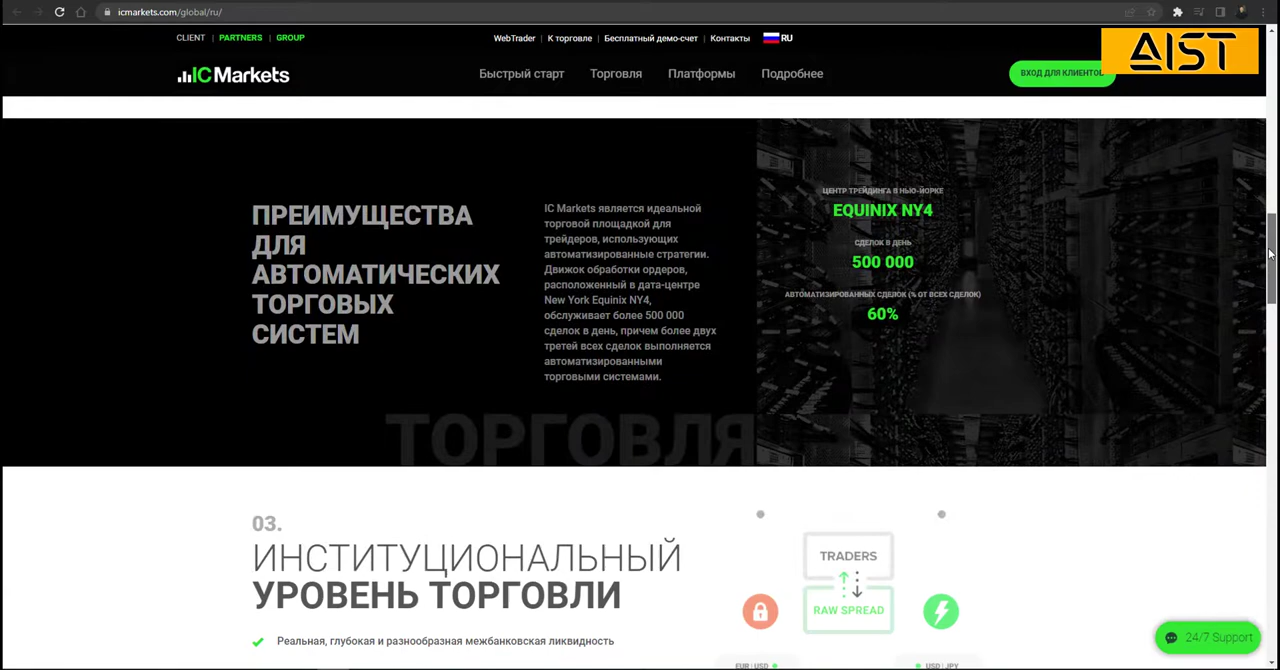 icmarkets.com/global/ru/
CLIENT | PARTNERS | GROUP
WebTrader | К торговле | Бесплатный демо-счет | Контакты RU
AIST
IC Markets
Быстрый старт Торговля Платформы Подробнее
ВХОД ДЛЯ КЛИЕНТОВ
ПРЕИМУЩЕСТВА
ДЛЯ
АВТОМАТИЧЕСКИХ
ТОРГОВЫХ
СИСТЕМ
IC Markets является идеальной
торговой площадкой для
трейдеров, использующих
автоматизированные стратегии.
Движок обработки ордеров,
расположенный в дата-центре
New York Equinix NY4,
обслуживает более 500 000
сделок в день, причем более двух
третей всех сделок выполняется
автоматизированными
торговыми системами.
ЦЕНТР ТРЕЙДИНГА В НЬЮ-ЙОРКЕ
EQUINIX NY4
СДЕЛОК В ДЕНЬ
500 000
АВТОМАТИЗИРОВАННЫХ СДЕЛОК (% ОТ ВСЕХ СДЕЛОК)
60%
ТОРГОВЛЯ
03.
ИНСТИТУЦИОНАЛЬНЫЙ
УРОВЕНЬ ТОРГОВЛИ
Реальная, глубокая и разнообразная межбанковская ликвидность
TRADERS
RAW SPREAD
EUR | USD
USD | JPY
24/7 Support